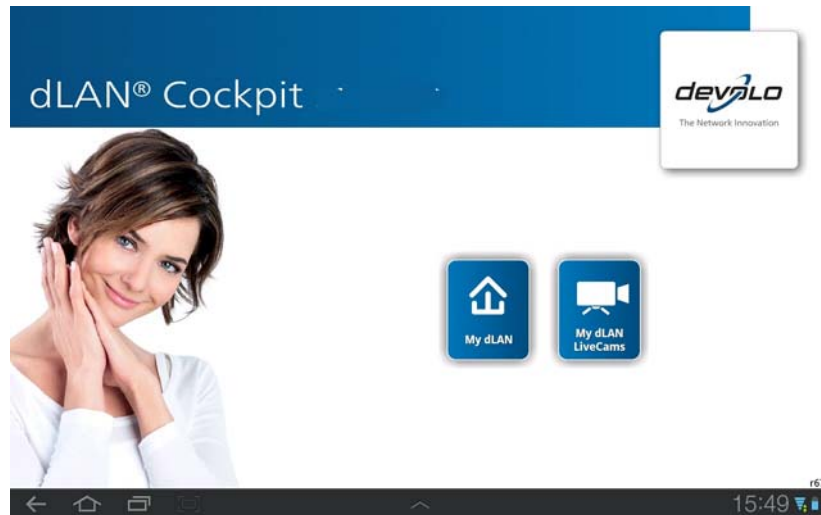 dLAN® Cockpit
devolo
The Network Innovation
My dLAN
My dLAN
LiveCams
r6
15:49